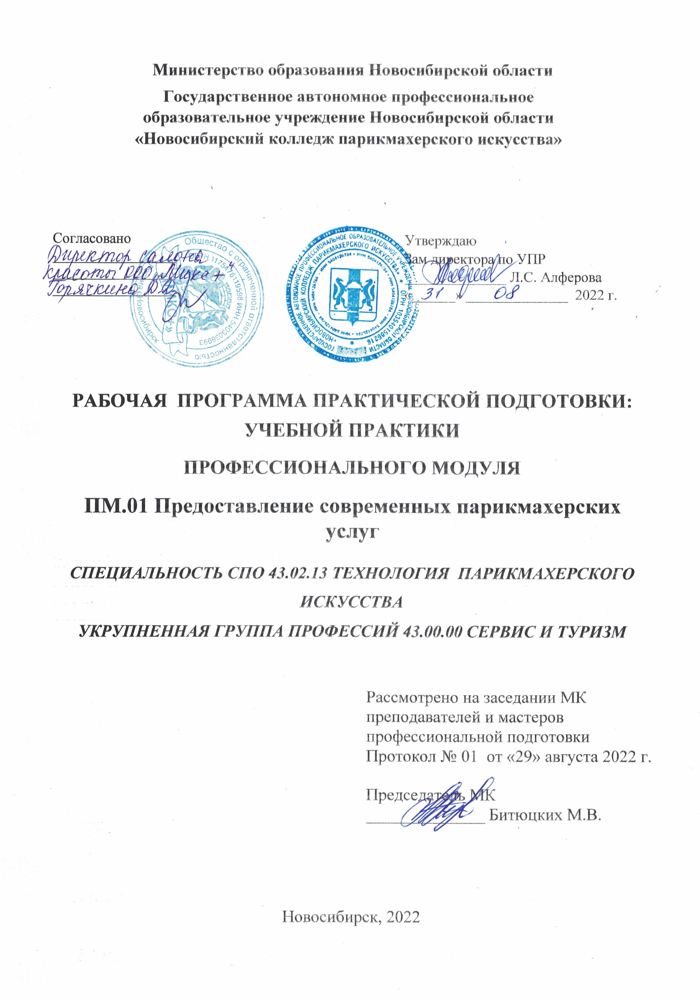 Министерство образования Новосибирской области
Государственное автономное профессиональное
образовательное учреждение Новосибирской области
«Новосибирский колледж парикмахерского искусства»
Согласовано
Директор салона
красоты ООО
Горячкина Д.А.
Общество с ограниченной ответственностью
ИНН 5403036993
Новосибирск
ГОСУДАРСТВЕННОЕ АВТОНОМНОЕ ПРОФЕССИОНАЛЬНОЕ ОБРАЗОВАТЕЛЬНОЕ УЧРЕЖДЕНИЕ НОВОСИБИРСКОЙ ОБЛАСТИ
«НОВОСИБИРСКИЙ КОЛЛЕДЖ ПАРИКМАХЕРСКОГО ИСКУССТВА» * ОГРН 1035401506216 *
ИНН 5404126784 • ИНН 5404126784 • ИНН 5404126784
Утверждаю
Зам директора по УПР
Л.С. Алферова
«31» 08 2022 г.
РАБОЧАЯ ПРОГРАММА ПРАКТИЧЕСКОЙ ПОДГОТОВКИ:
УЧЕБНОЙ ПРАКТИКИ
ПРОФЕССИОНАЛЬНОГО МОДУЛЯ
ПМ.01 Предоставление современных парикмахерских
услуг
СПЕЦИАЛЬНОСТЬ СПО 43.02.13 ТЕХНОЛОГИЯ ПАРИКМАХЕРСКОГО
ИСКУССТВА
УКРУПНЕННАЯ ГРУППА ПРОФЕССИЙ 43.00.00 СЕРВИС И ТУРИЗМ
Рассмотрено на заседании МК
преподавателей и мастеров
профессиональной подготовки
Протокол № 01 от «29» августа 2022 г.
Председатель МК
Битюцких М.В.
Новосибирск, 2022